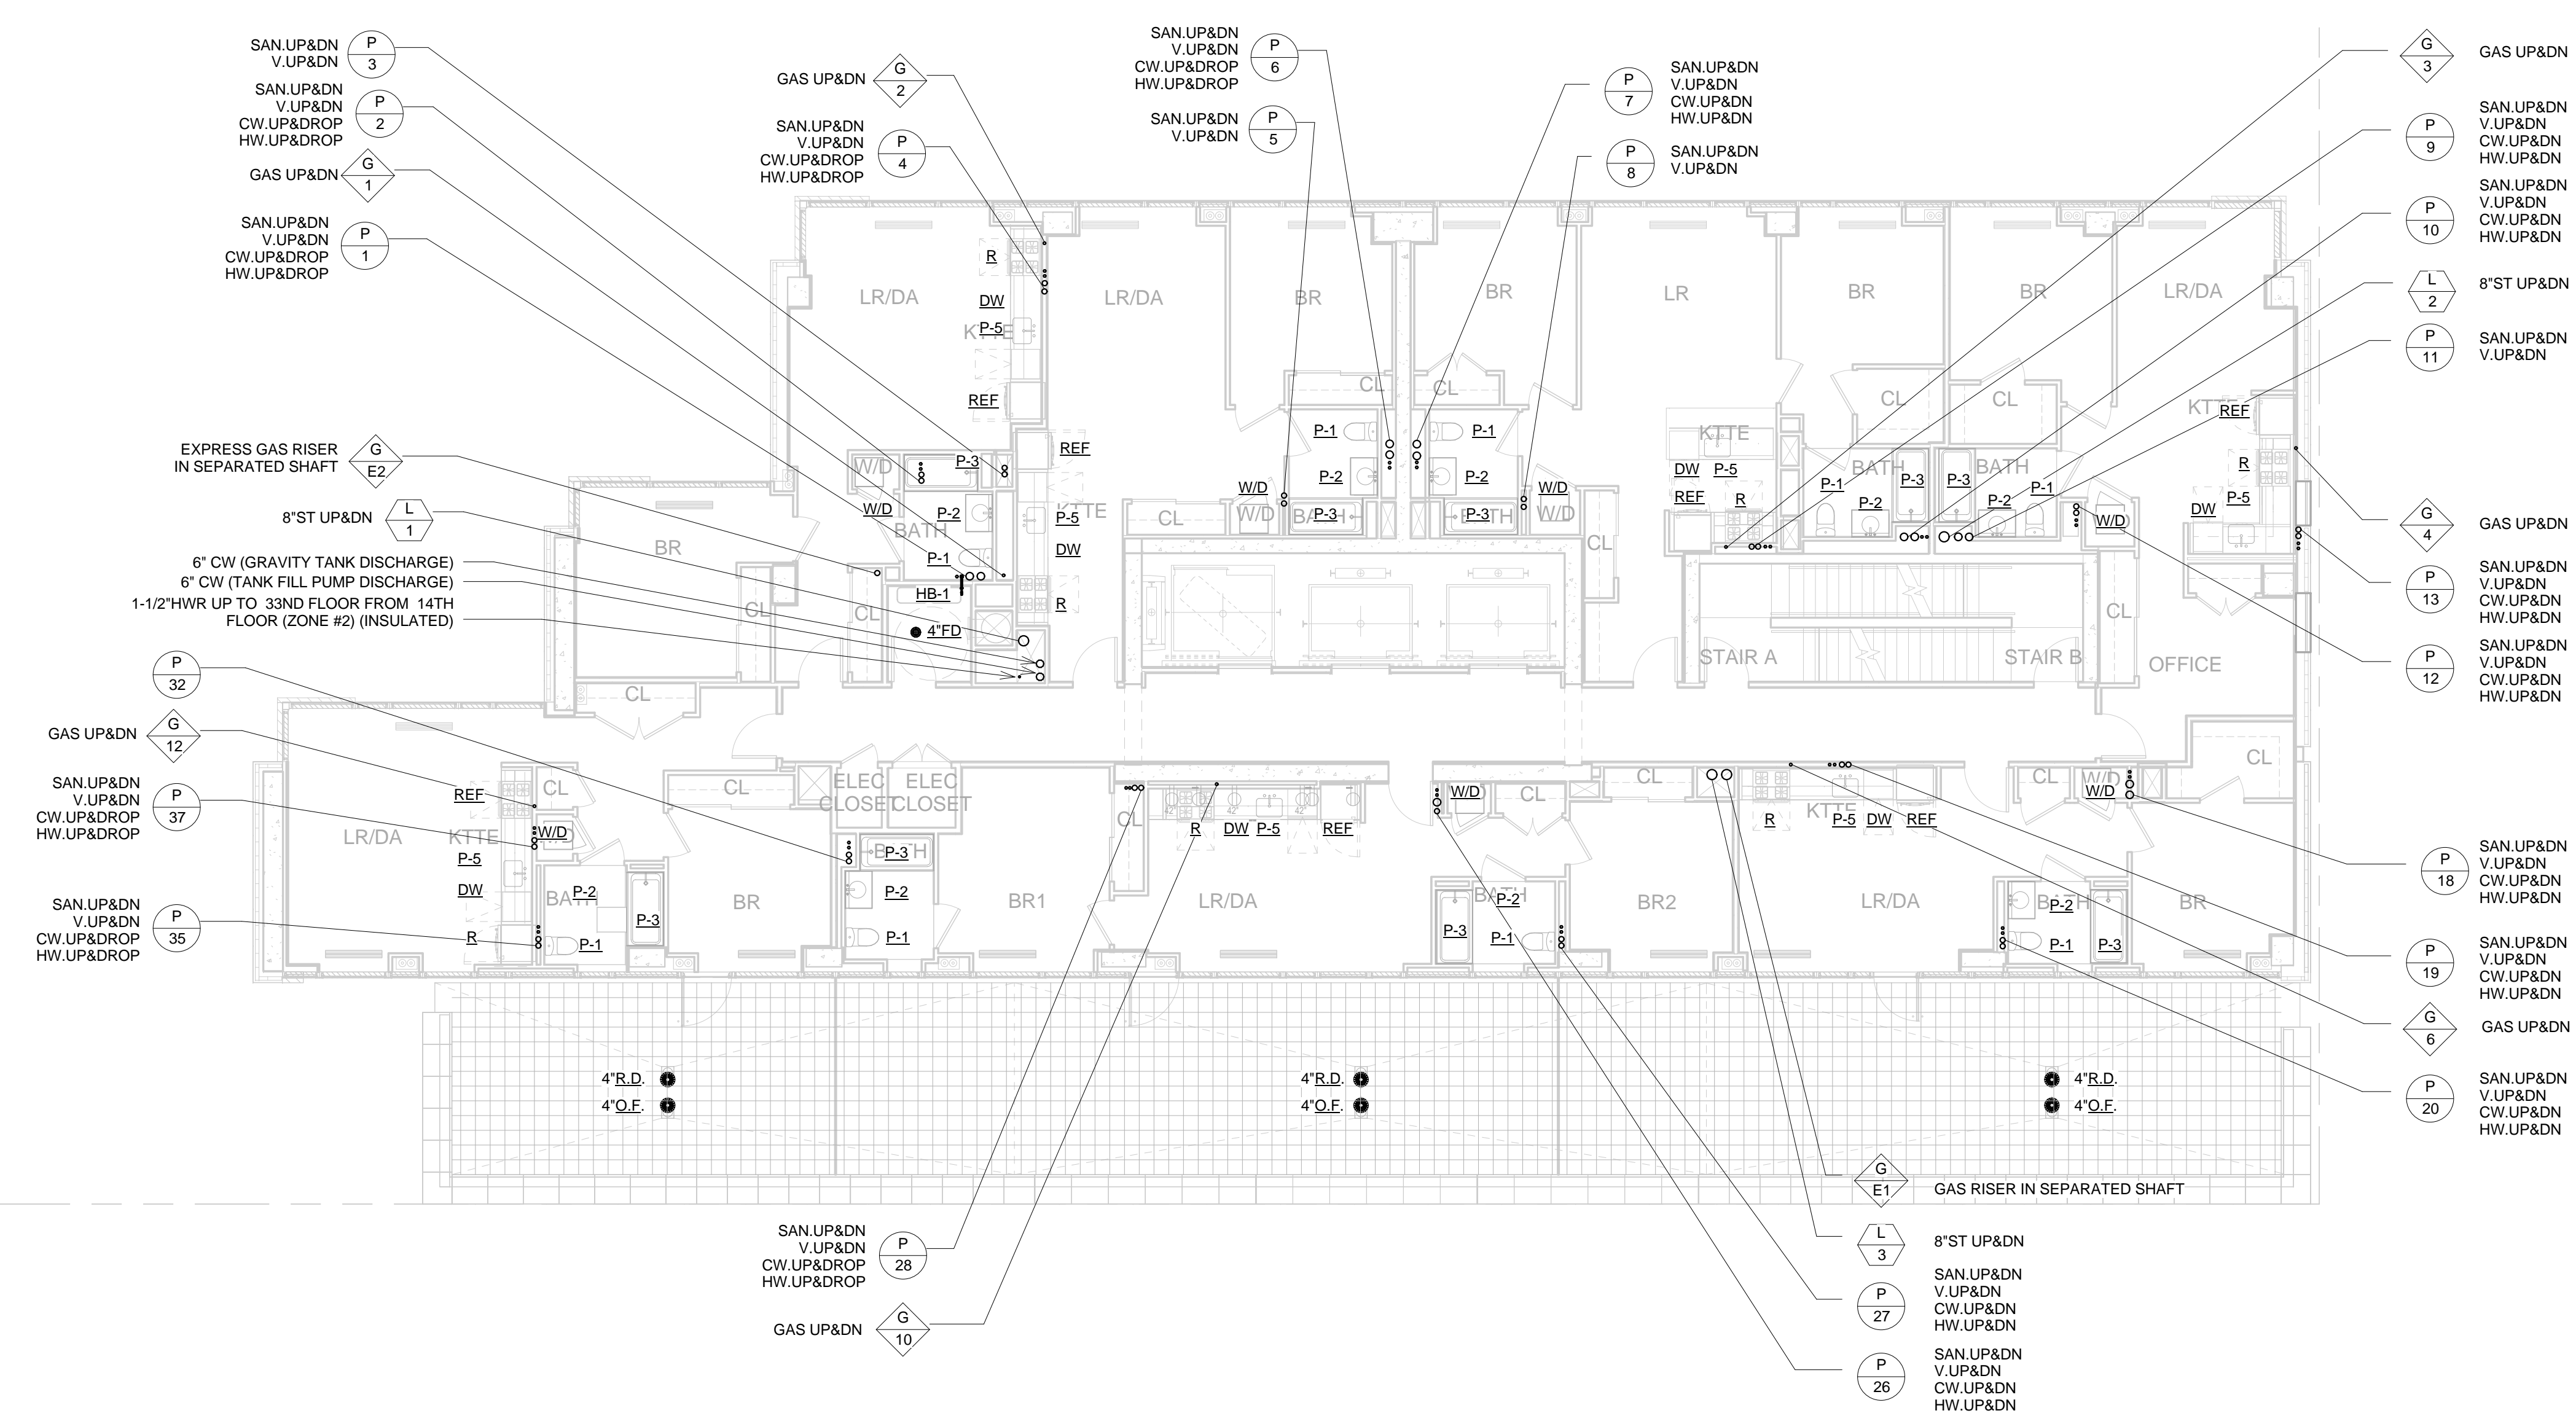 SAN.UP&DN
V.UP&DN
P
3
SAN.UP&DN
V.UP&DN
CW.UP&DROP
HW.UP&DROP
P
2
GAS UP&DN
G
1
SAN.UP&DN
V.UP&DN
CW.UP&DROP
HW.UP&DROP
P
1
GAS UP&DN
G
2
SAN.UP&DN
V.UP&DN
CW.UP&DROP
HW.UP&DROP
P
4
SAN.UP&DN
V.UP&DN
CW.UP&DROP
HW.UP&DROP
P
6
SAN.UP&DN
V.UP&DN
P
5
P
7
SAN.UP&DN
V.UP&DN
CW.UP&DN
HW.UP&DN
P
8
SAN.UP&DN
V.UP&DN
G
3
GAS UP&DN
P
9
SAN.UP&DN
V.UP&DN
CW.UP&DN
HW.UP&DN
P
10
SAN.UP&DN
V.UP&DN
CW.UP&DN
HW.UP&DN
L
2
8"ST UP&DN
P
11
SAN.UP&DN
V.UP&DN
G
4
GAS UP&DN
P
13
SAN.UP&DN
V.UP&DN
CW.UP&DN
HW.UP&DN
P
12
SAN.UP&DN
V.UP&DN
CW.UP&DN
HW.UP&DN
EXPRESS GAS RISER
IN SEPARATED SHAFT
G
E2
8"ST UP&DN
L
1
6" CW (GRAVITY TANK DISCHARGE)
6" CW (TANK FILL PUMP DISCHARGE)
1-1/2"HWR UP TO 33ND FLOOR FROM 14TH
FLOOR (ZONE #2) (INSULATED)
P
32
GAS UP&DN
G
12
SAN.UP&DN
V.UP&DN
CW.UP&DROP
HW.UP&DROP
P
37
SAN.UP&DN
V.UP&DN
CW.UP&DROP
HW.UP&DROP
P
35
LR/DA
R
DW
P-5
KTTE
REF
LR/DA
BR
CL
BR
CL
LR
BR
CL
BR
CL
LR/DA
KTTE
REF
R
P-5
DW
W/D
W/D
P-3
P-2
BATH
P-1
HB-1
4"FD
BR
CL
CL
CL
REF
KTTE
P-5
DW
R
CL
W/D
W/D
P-1
P-2
BATH
P-3
P-1
P-2
BATH
P-3
W/D
W/D
CL
KTTE
DW
P-5
REF
R
BATH
P-1
P-2
P-3
P-3
BATH
P-2
P-1
W/D
W/D
CL
STAIR A
STAIR B
OFFICE
CL
LR/DA
KTTE
REF
P-5
DW
R
CL
W/D
W/D
P-2
BATH
P-1
P-3
CL
BR
ELEC
CLOSET
ELEC
CLOSET
BATH
P-3
P-2
P-1
BR1
CL
42"
42"
R
DW
P-5
REF
LR/DA
W/D
CL
BATH
P-2
P-3
P-1
CL
BR2
KTTE
R
P-5
DW
REF
LR/DA
CL
W/D
W/D
BATH
P-2
P-1
P-3
BR
P
18
SAN.UP&DN
V.UP&DN
CW.UP&DN
HW.UP&DN
P
19
SAN.UP&DN
V.UP&DN
CW.UP&DN
HW.UP&DN
G
6
GAS UP&DN
P
20
SAN.UP&DN
V.UP&DN
CW.UP&DN
HW.UP&DN
4"R.D.
4"O.F.
4"R.D.
4"O.F.
4"R.D.
4"O.F.
G
E1
GAS RISER IN SEPARATED SHAFT
L
3
8"ST UP&DN
P
27
SAN.UP&DN
V.UP&DN
CW.UP&DN
HW.UP&DN
P
26
SAN.UP&DN
V.UP&DN
CW.UP&DN
HW.UP&DN
SAN.UP&DN
V.UP&DN
CW.UP&DROP
HW.UP&DROP
P
28
GAS UP&DN
G
10